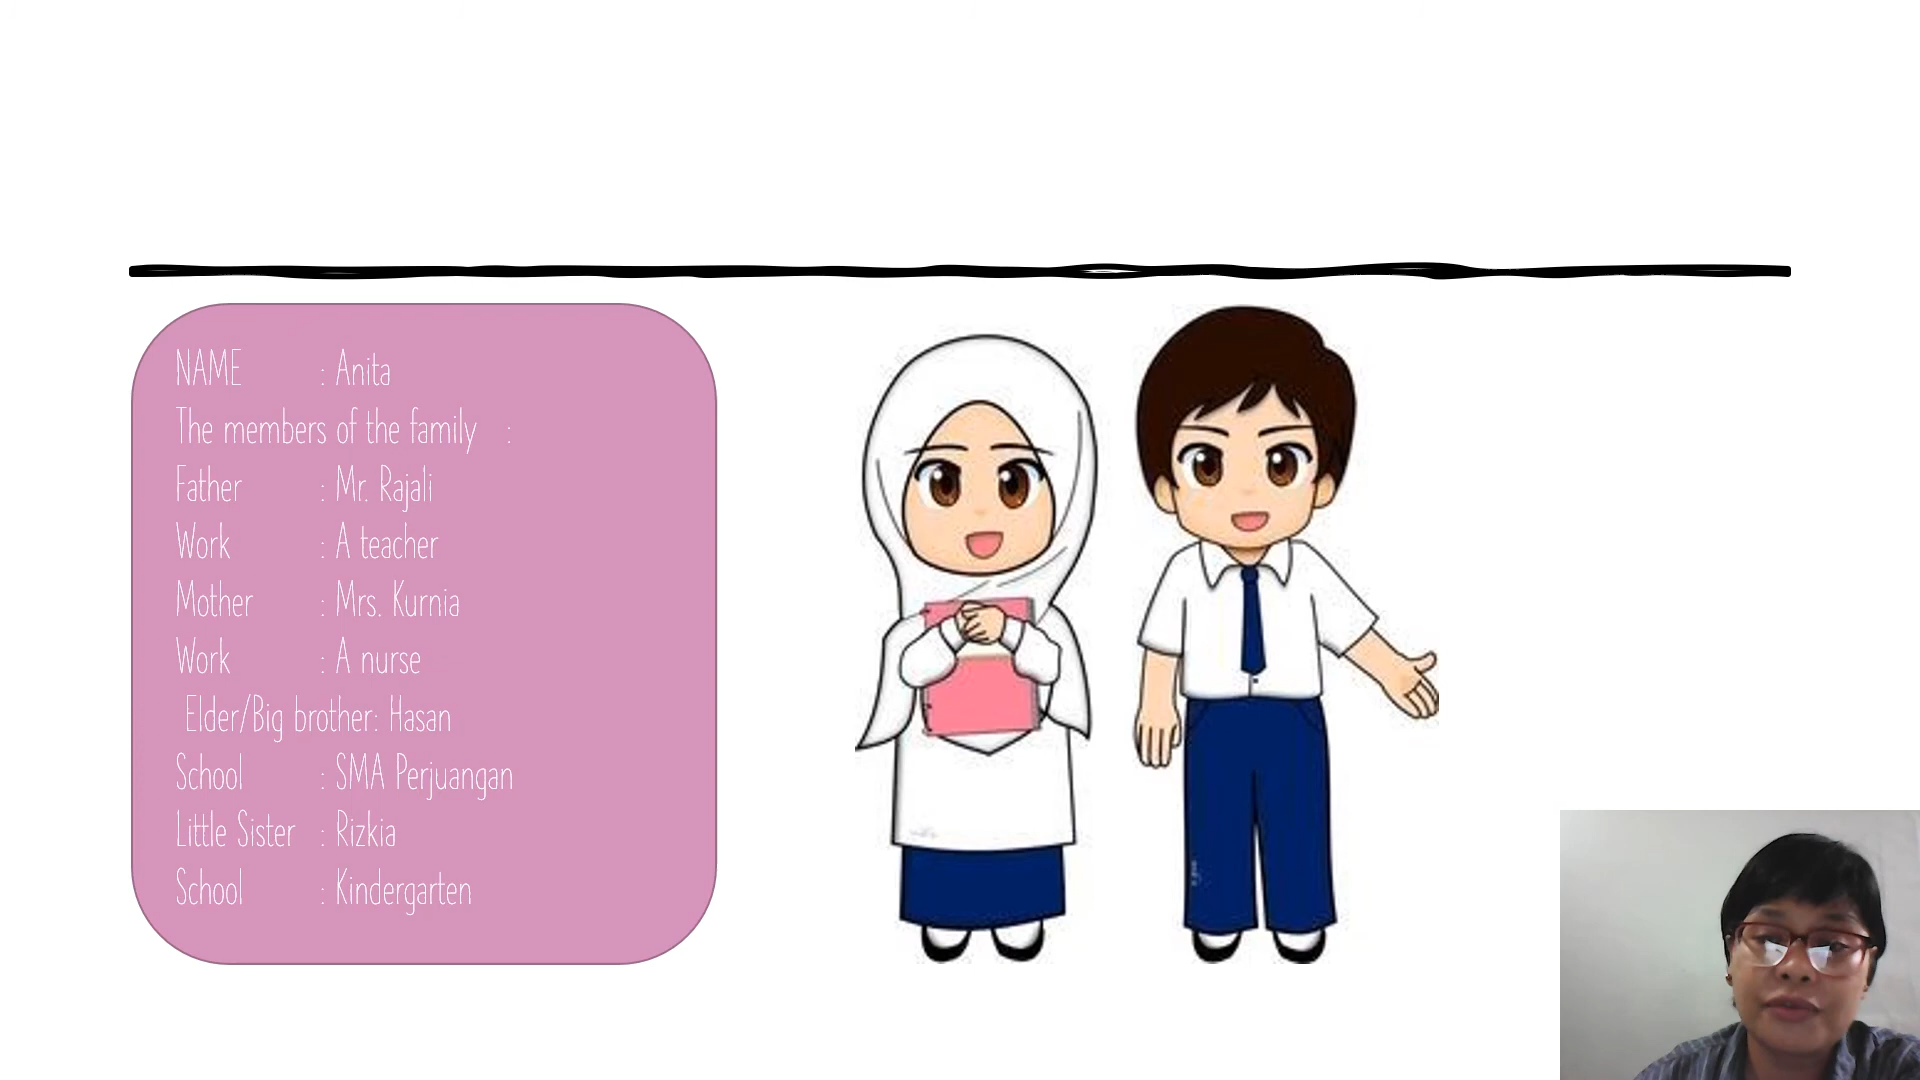 NAME : Anita
The members of the family :
Father : Mr. Rajali
Work : A teacher
Mother : Mrs. Kurnia
Work : A nurse
Elder/Big brother: Hasan
School : SMA Perjuangan
Little Sister : Rizkia
School : Kindergarten